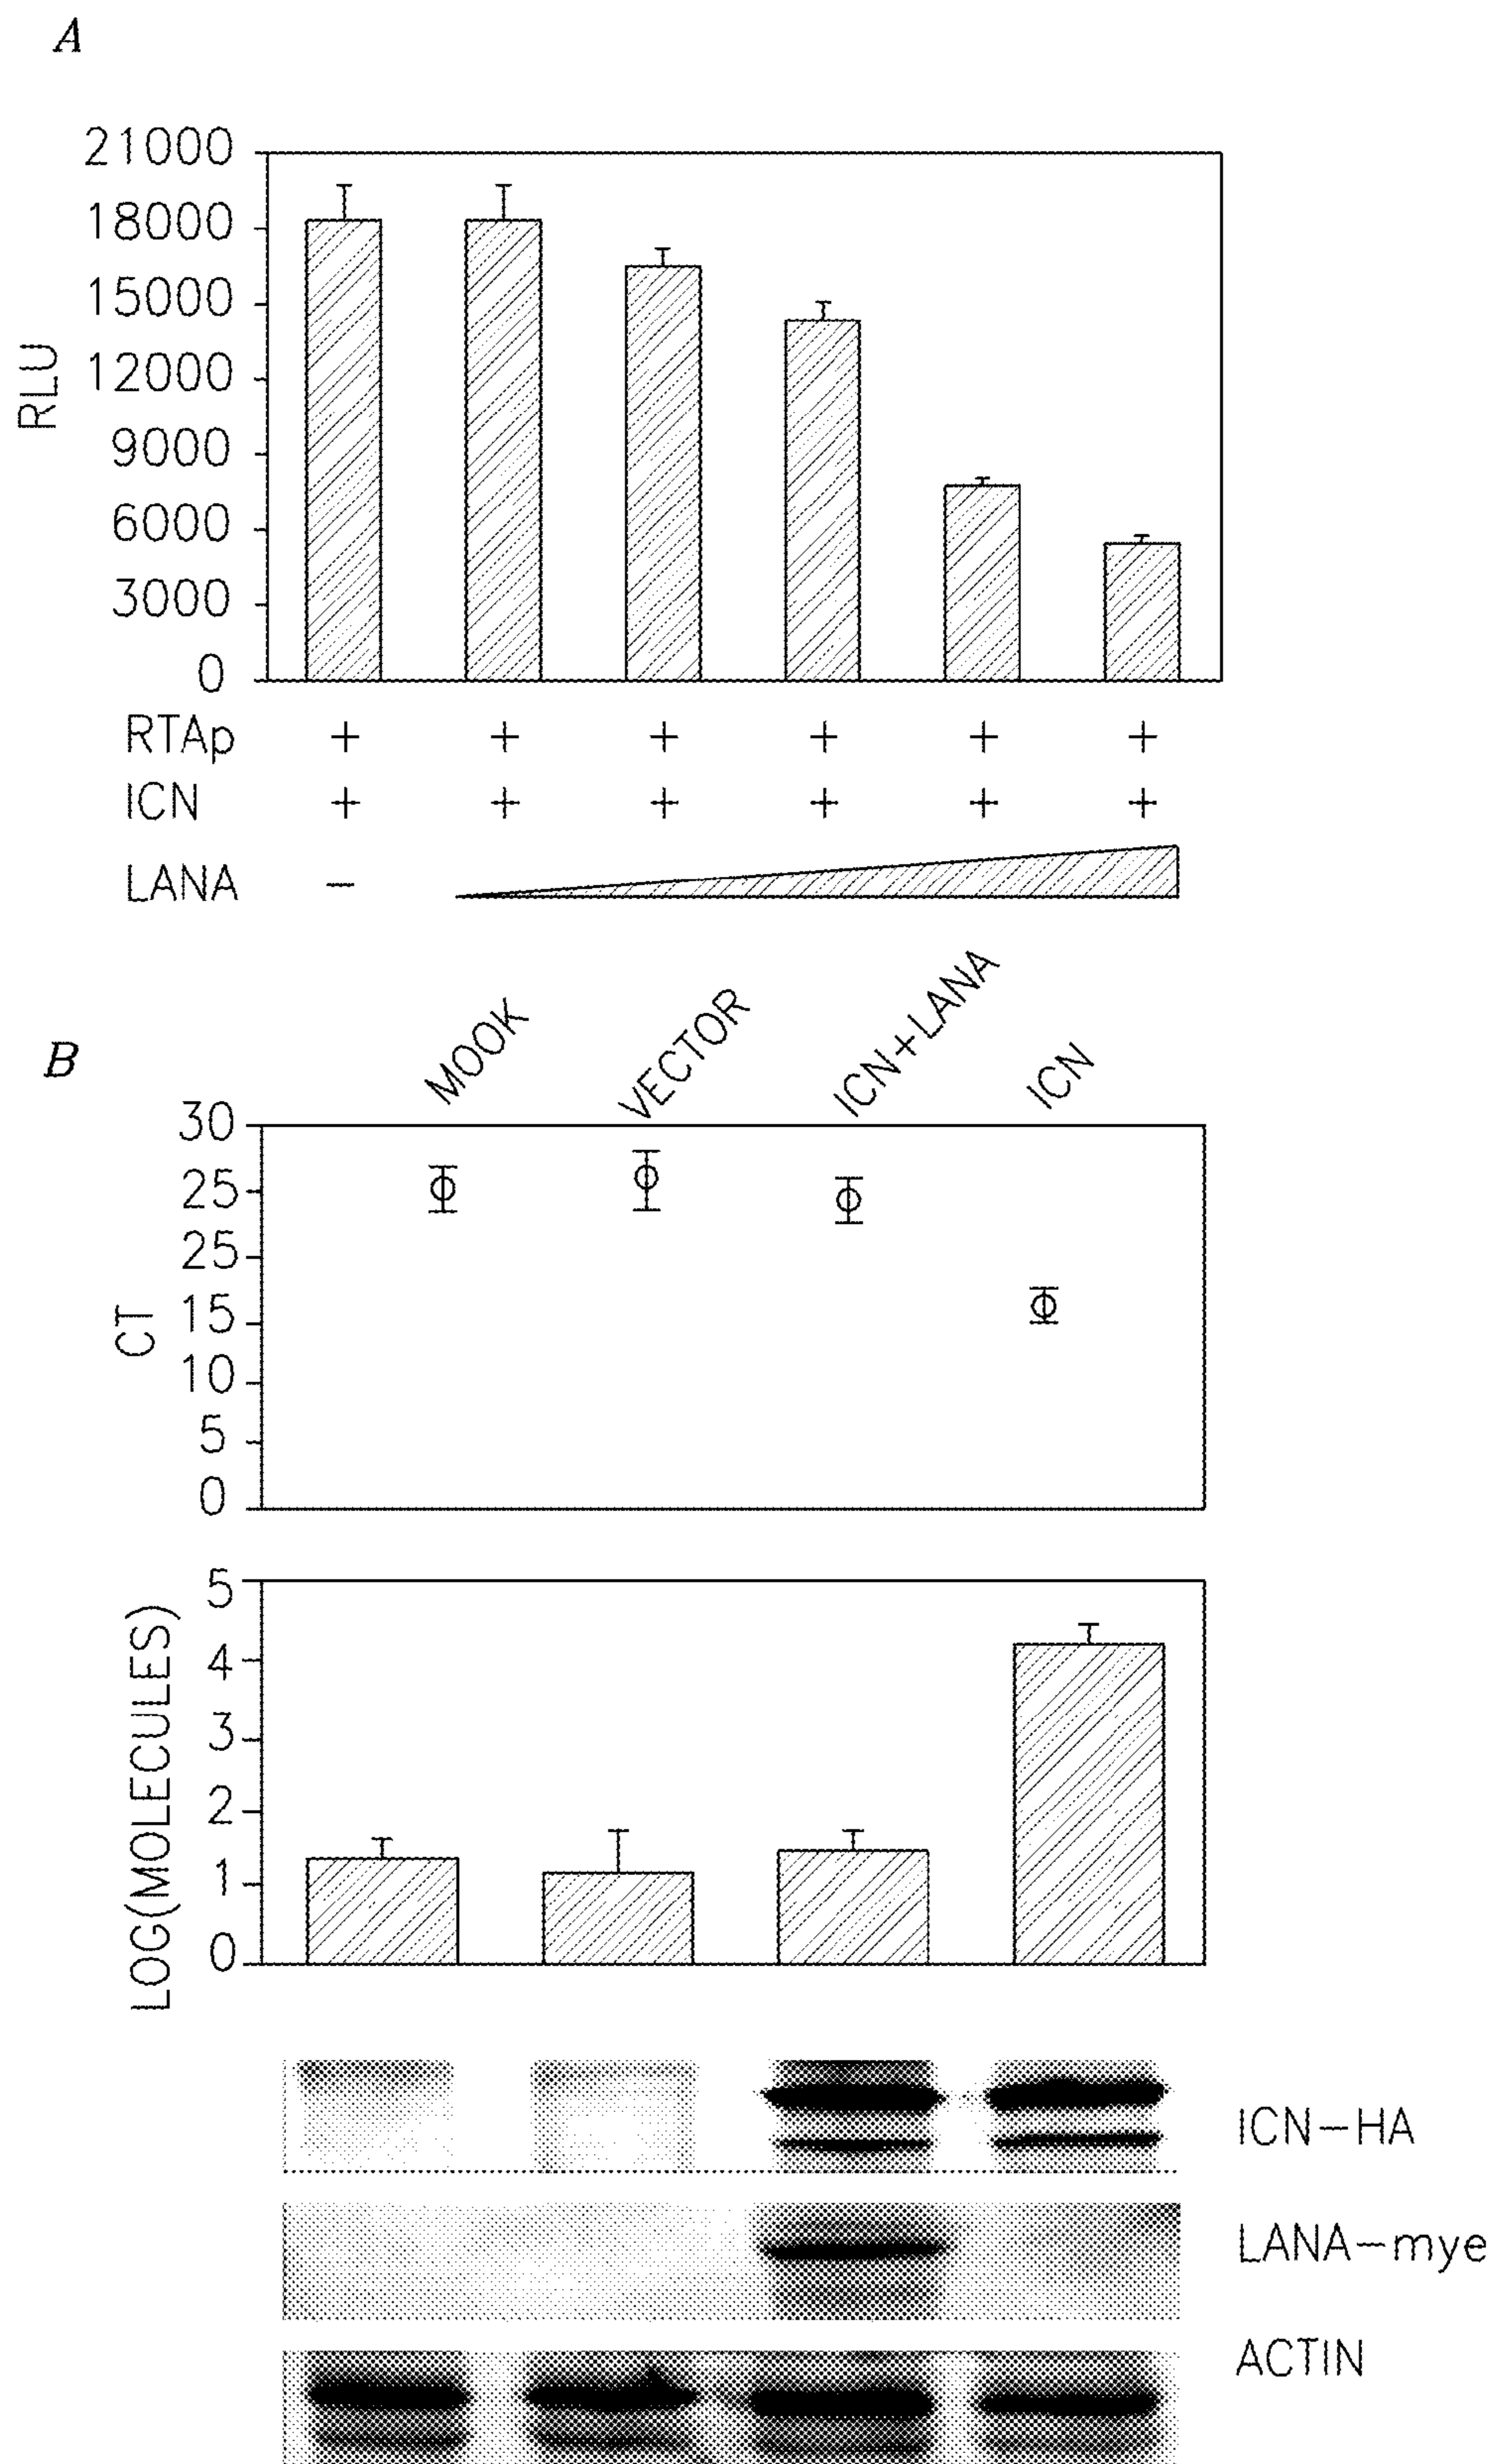 A
21000
18000
15000
12000
9000
6000
3000
0
RLU
RTAp + + + + + +
ICN + + + + + +
LANA −
B
MOOK VECTOR ICN+LANA ICN
30
25
25
15
10
5
0
CT
5
4
3
2
1
0
LOG(MOLECULES)
ICN−HA
LANA−mye
ACTIN